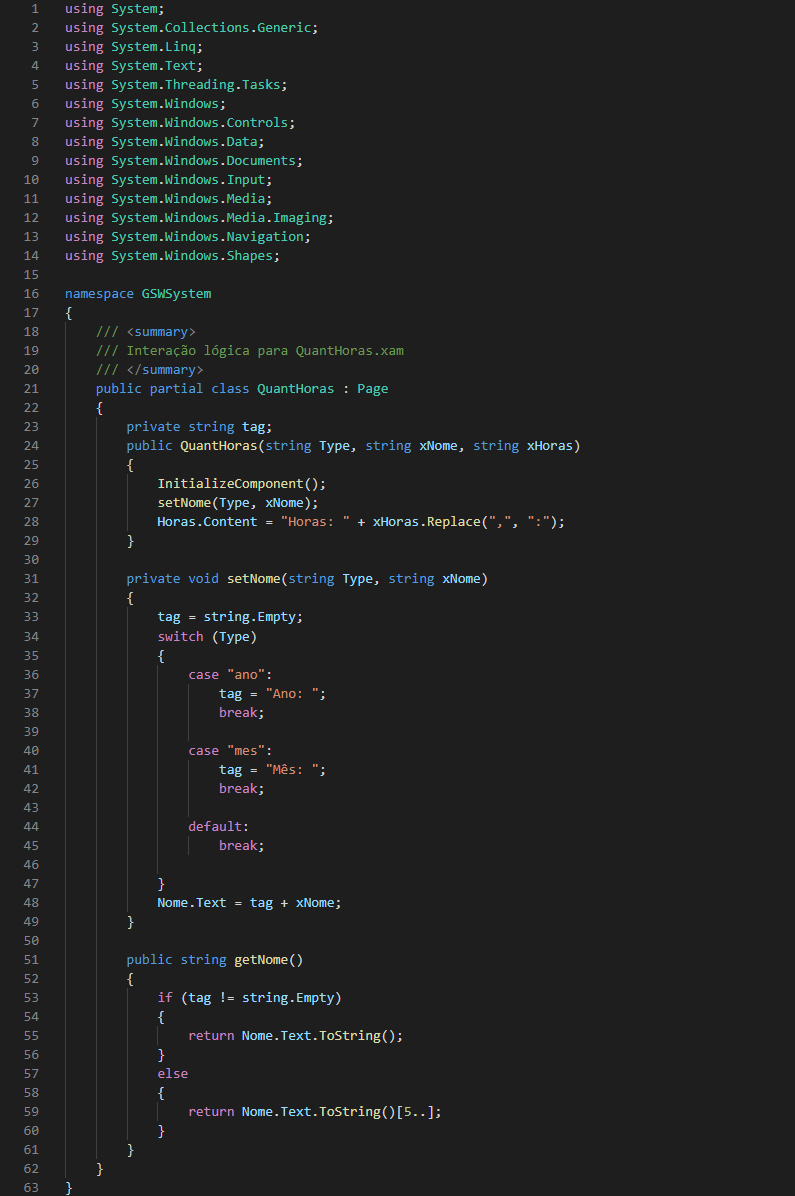 1 using System;
2 using System.Collections.Generic;
3 using System.Linq;
4 using System.Text;
5 using System.Threading.Tasks;
6 using System.Windows;
7 using System.Windows.Controls;
8 using System.Windows.Data;
9 using System.Windows.Documents;
10 using System.Windows.Input;
11 using System.Windows.Media;
12 using System.Windows.Media.Imaging;
13 using System.Windows.Navigation;
14 using System.Windows.Shapes;
15
16 namespace GSWSystem
17 {
18     /// <summary>
19     /// Interação lógica para QuantHoras.xam
20     /// </summary>
21     public partial class QuantHoras : Page
22     {
23         private string tag;
24         public QuantHoras(string Type, string xNome, string xHoras)
25         {
26             InitializeComponent();
27             setNome(Type, xNome);
28             Horas.Content = "Horas: " + xHoras.Replace(",", ":");
29         }
30
31         private void setNome(string Type, string xNome)
32         {
33             tag = string.Empty;
34             switch (Type)
35             {
36                 case "ano":
37                     tag = "Ano: ";
38                     break;
39
40                 case "mes":
41                     tag = "Mês: ";
42                     break;
43
44                 default:
45                     break;
46
47             }
48             Nome.Text = tag + xNome;
49         }
50
51         public string getNome()
52         {
53             if (tag != string.Empty)
54             {
55                 return Nome.Text.ToString();
56             }
57             else
58             {
59                 return Nome.Text.ToString()[5..];
60             }
61         }
62     }
63 }